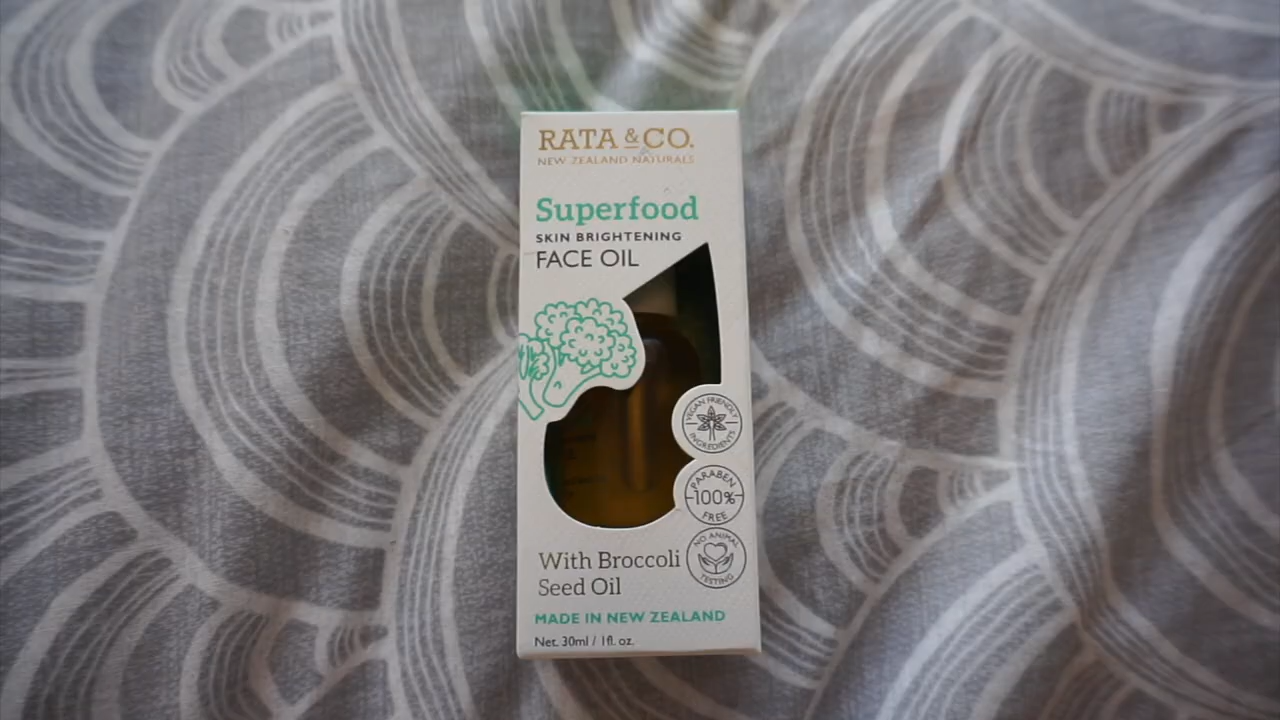 RATA & CO.
NEW ZEALAND NATURALS
Superfood
SKIN BRIGHTENING
FACE OIL
VEGAN FRIENDLY
INGREDIENTS
PARABEN
100%
FREE
NO ANIMAL
TESTING
With Broccoli
Seed Oil
MADE IN NEW ZEALAND
Net. 30ml / 1fl. oz.